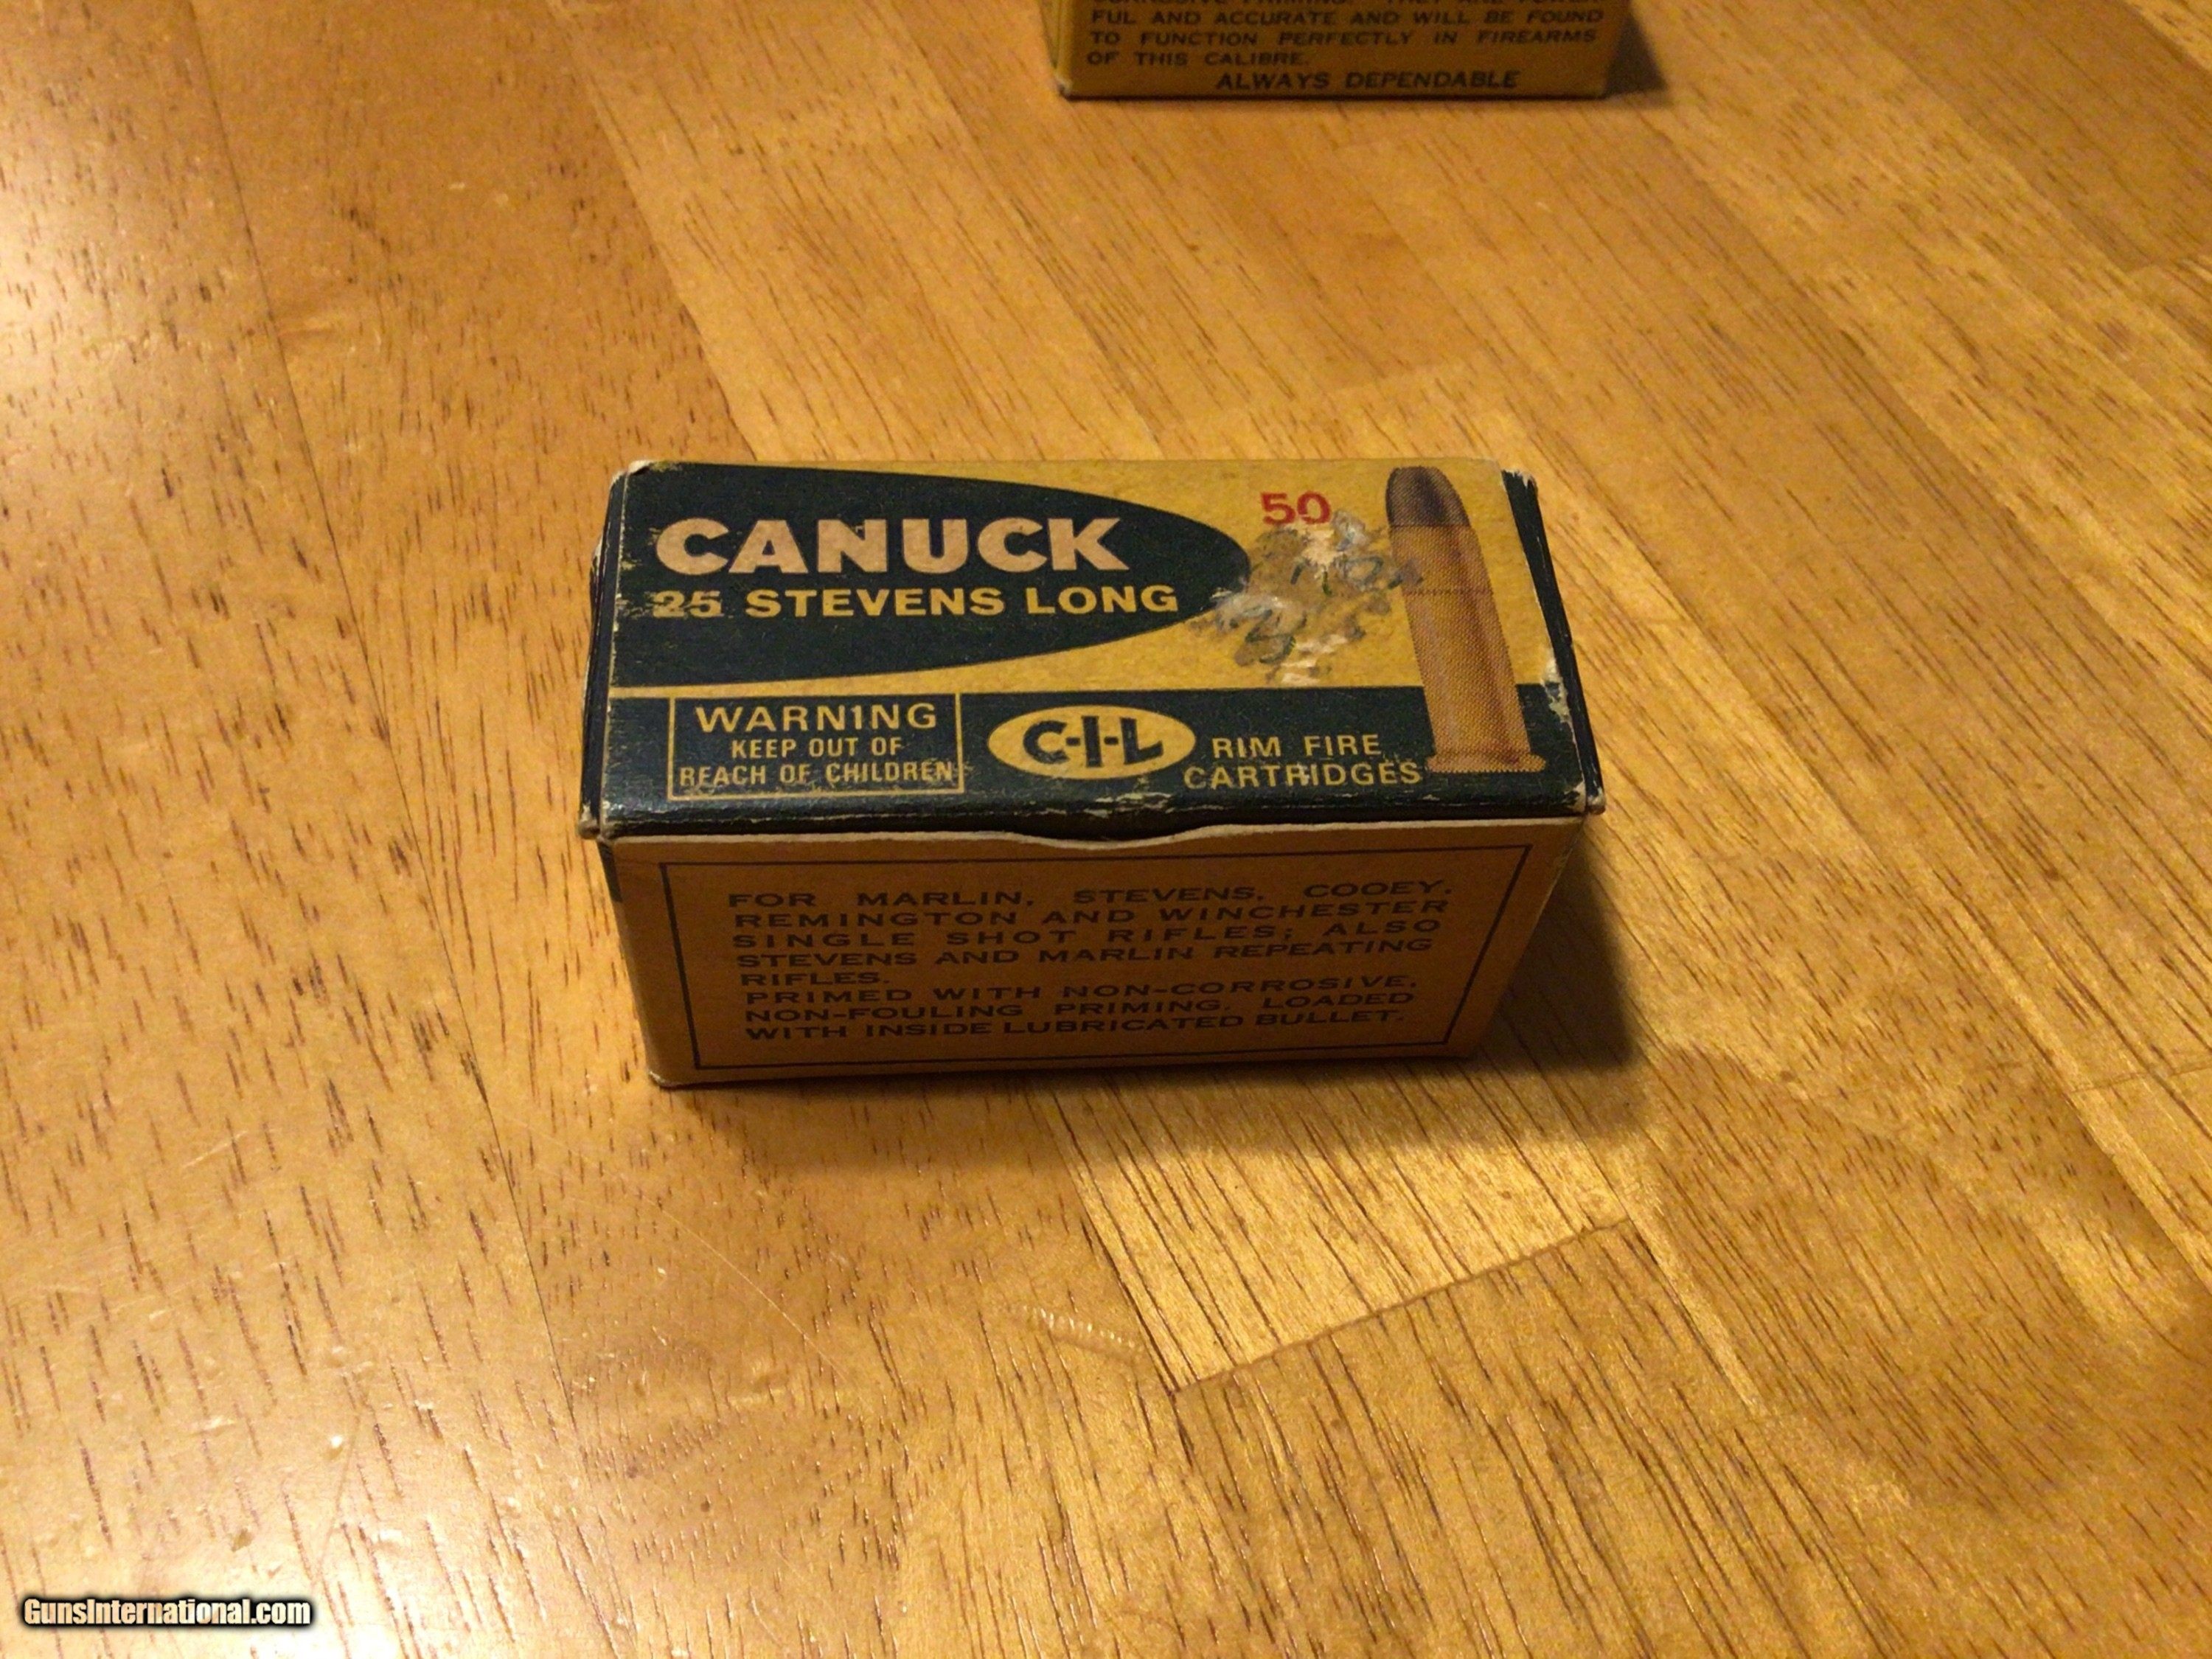 FUL AND ACCURATE AND WILL BE FOUND
TO FUNCTION PERFECTLY IN FIREARMS
OF THIS CALIBRE.
ALWAYS DEPENDABLE
50
CANUCK
25 STEVENS LONG
WARNING
KEEP OUT OF
REACH OF CHILDREN
C-I-L
RIM FIRE
CARTRIDGES
FOR MARLIN, STEVENS, COOEY,
REMINGTON AND WINCHESTER
SINGLE SHOT RIFLES; ALSO
STEVENS AND MARLIN REPEATING
RIFLES.
PRIMED WITH NON-CORROSIVE,
NON-FOULING PRIMING. LOADED
WITH INSIDE LUBRICATED BULLET.
GunsInternational.com